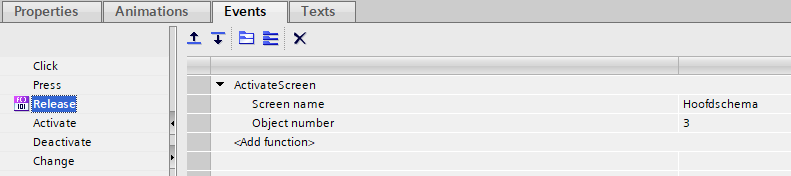 Properties Animations Events Texts
Click
Press
Release
Activate
Deactivate
Change
ActivateScreen
Screen name Hoofdschema
Object number 3
<Add function>